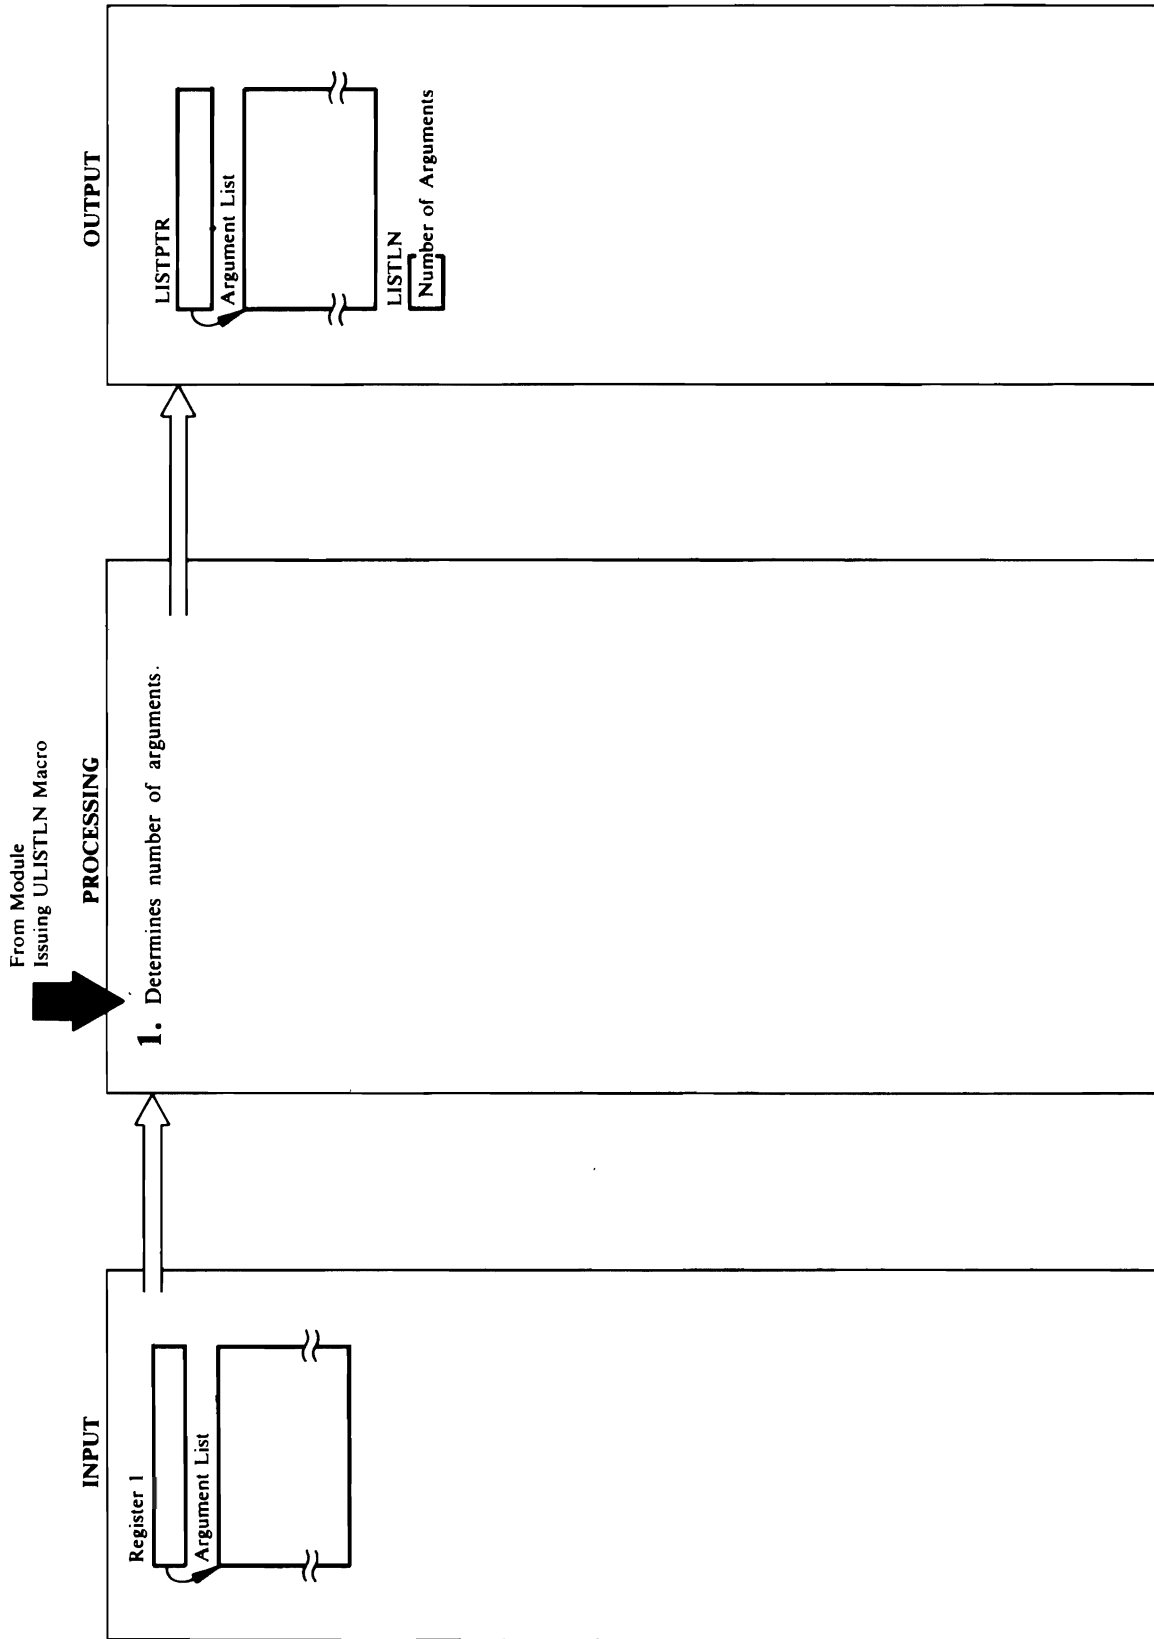 From Module
Issuing ULISTLN Macro
INPUT
Register 1
Argument List
PROCESSING
1. Determines number of arguments.
OUTPUT
LISTPTR
Argument List
LISTLN
Number of Arguments